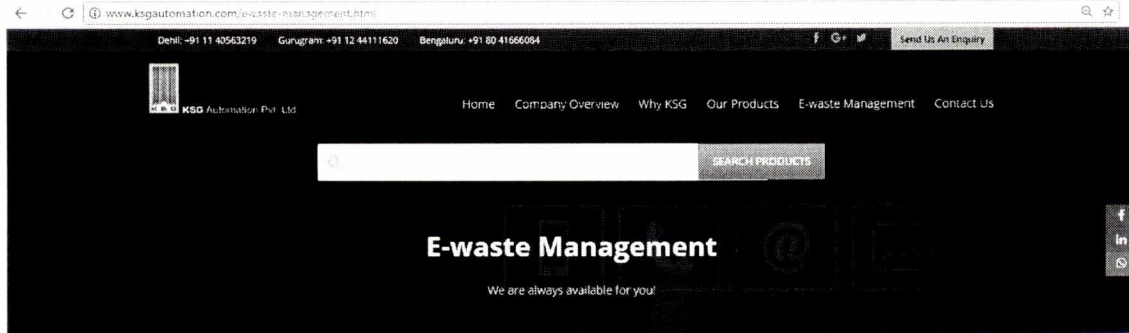 www.ksgautomation.com/ewaste-management.html
Dehli: +91 11 40563219 Gurugram: +91 12 44111620 Bengaluru: +91 80 41666084 f G+ Send Us An Enquiry
KSG
KSG Automation Pvt. Ltd.
Home Company Overview Why KSG Our Products E-waste Management Contact Us
SEARCH PRODUCTS
E-waste Management
We are always available for you!